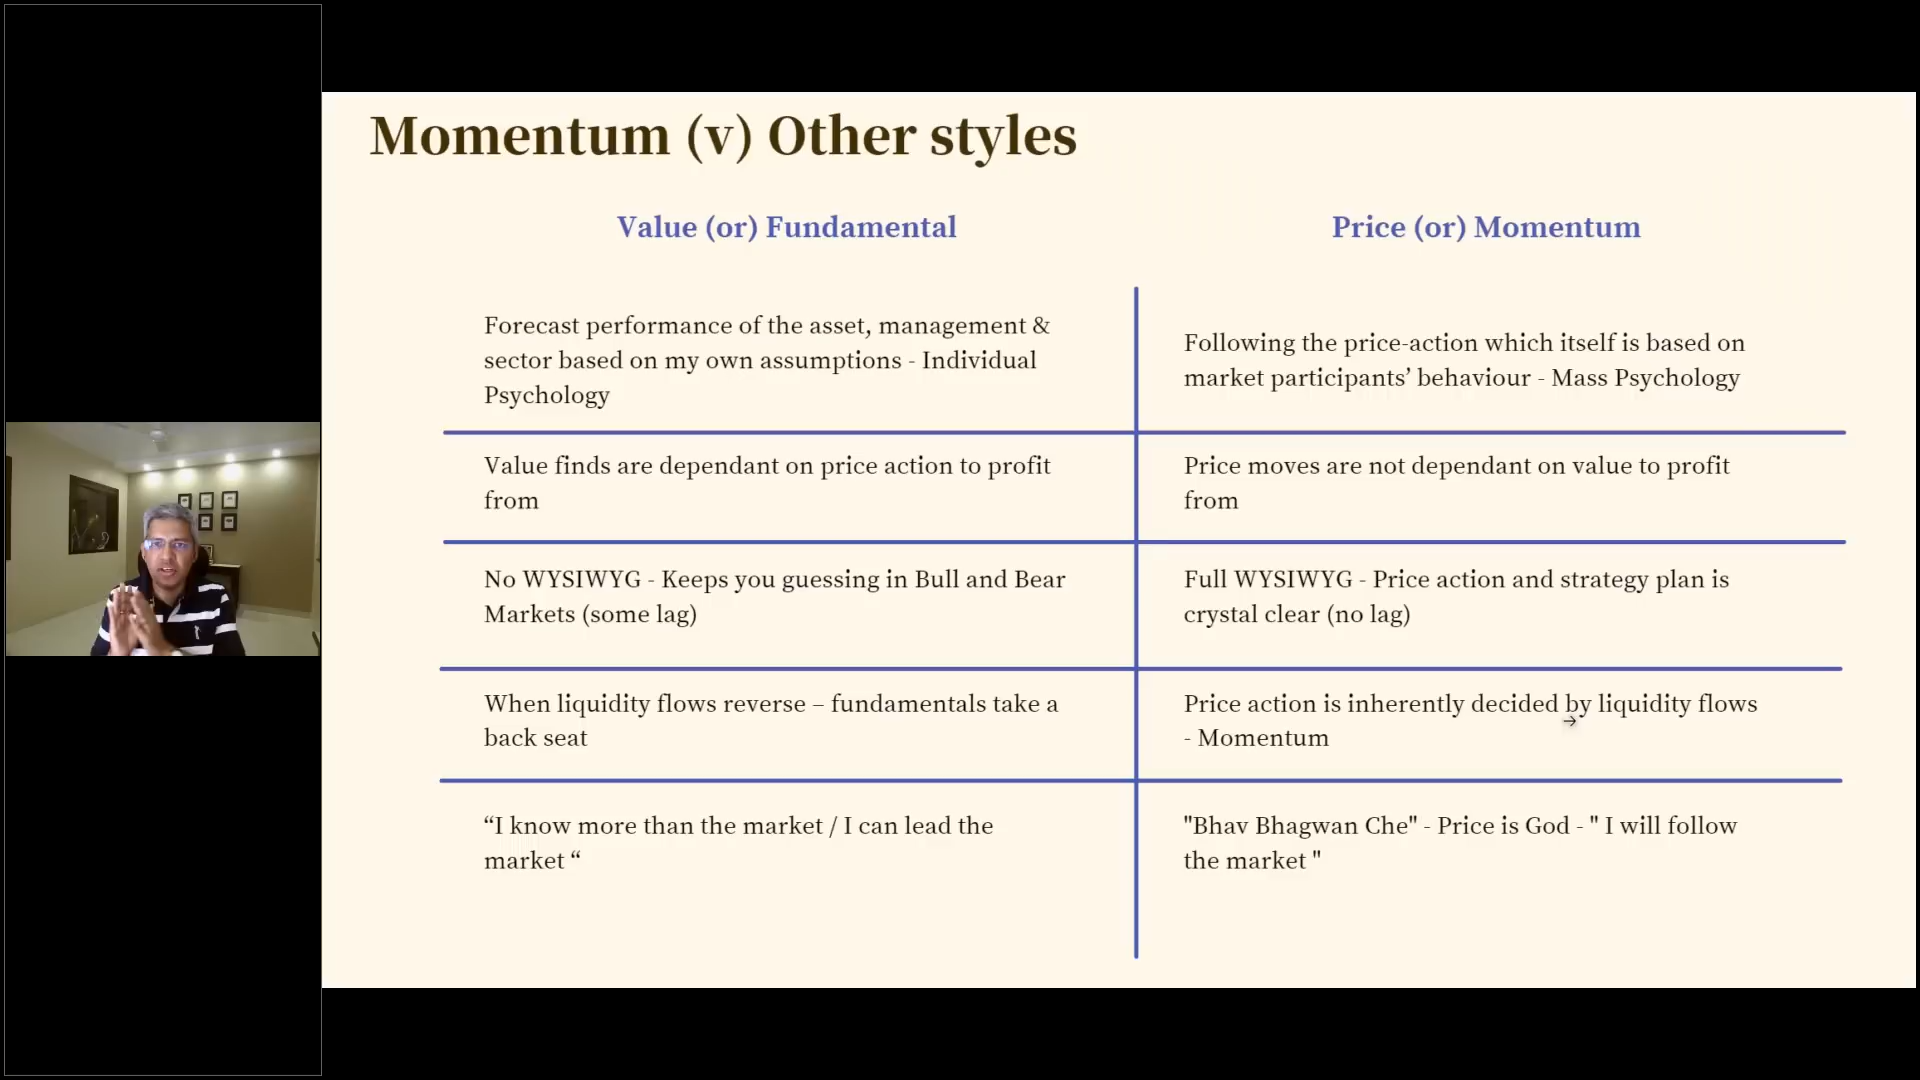 Momentum (v) Other styles
Value (or) Fundamental
Price (or) Momentum
Forecast performance of the asset, management &
sector based on my own assumptions - Individual
Psychology
Following the price-action which itself is based on
market participants’ behaviour - Mass Psychology
Value finds are dependant on price action to profit
from
Price moves are not dependant on value to profit
from
No WYSIWYG - Keeps you guessing in Bull and Bear
Markets (some lag)
Full WYSIWYG - Price action and strategy plan is
crystal clear (no lag)
When liquidity flows reverse – fundamentals take a
back seat
Price action is inherently decided by liquidity flows
- Momentum
“I know more than the market / I can lead the
market “
"Bhav Bhagwan Che" - Price is God - " I will follow
the market "